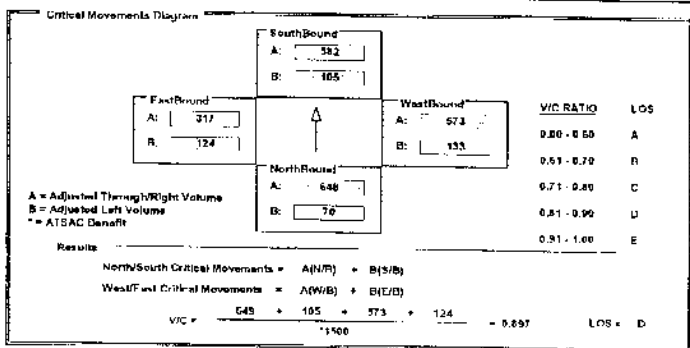 Critical Movements Diagram
SouthBound
A: 582
B: 105
EastBound
A: 317
B: 124
WestBound
A: 573
B: 133
NorthBound
A: 648
B: 70
V/C RATIO LOS
0.00 - 0.60 A
0.61 - 0.70 B
0.71 - 0.80 C
0.81 - 0.90 D
0.91 - 1.00 E
A = Adjusted Through/Right Volume
B = Adjusted Left Volume
* = ATSAC Benefit
Results
North/South Critical Movements = A(N/B) + B(S/B)
West/East Critical Movements = A(W/B) + B(E/B)
V/C = 648 + 105 + 573 + 124 = 0.897 LOS = D
*1500